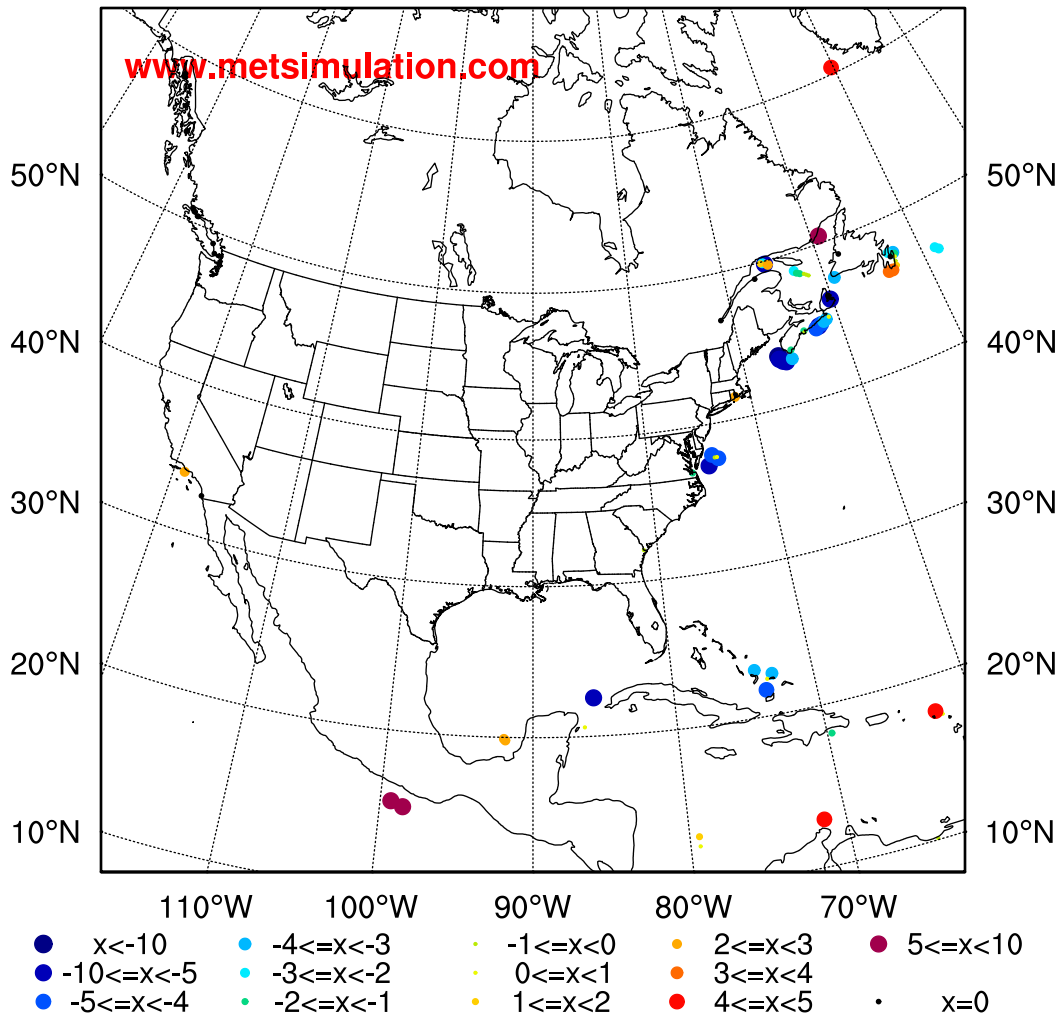 www.metsimulation.com
50°N 50°N
40°N 40°N
30°N 30°N
20°N 20°N
10°N 10°N
110°W 100°W 90°W 80°W 70°W
x<-10 -4<=x<-3 -1<=x<0 2<=x<3 5<=x<10
-10<=x<-5 -3<=x<-2 0<=x<1 3<=x<4
-5<=x<-4 -2<=x<-1 1<=x<2 4<=x<5 x=0